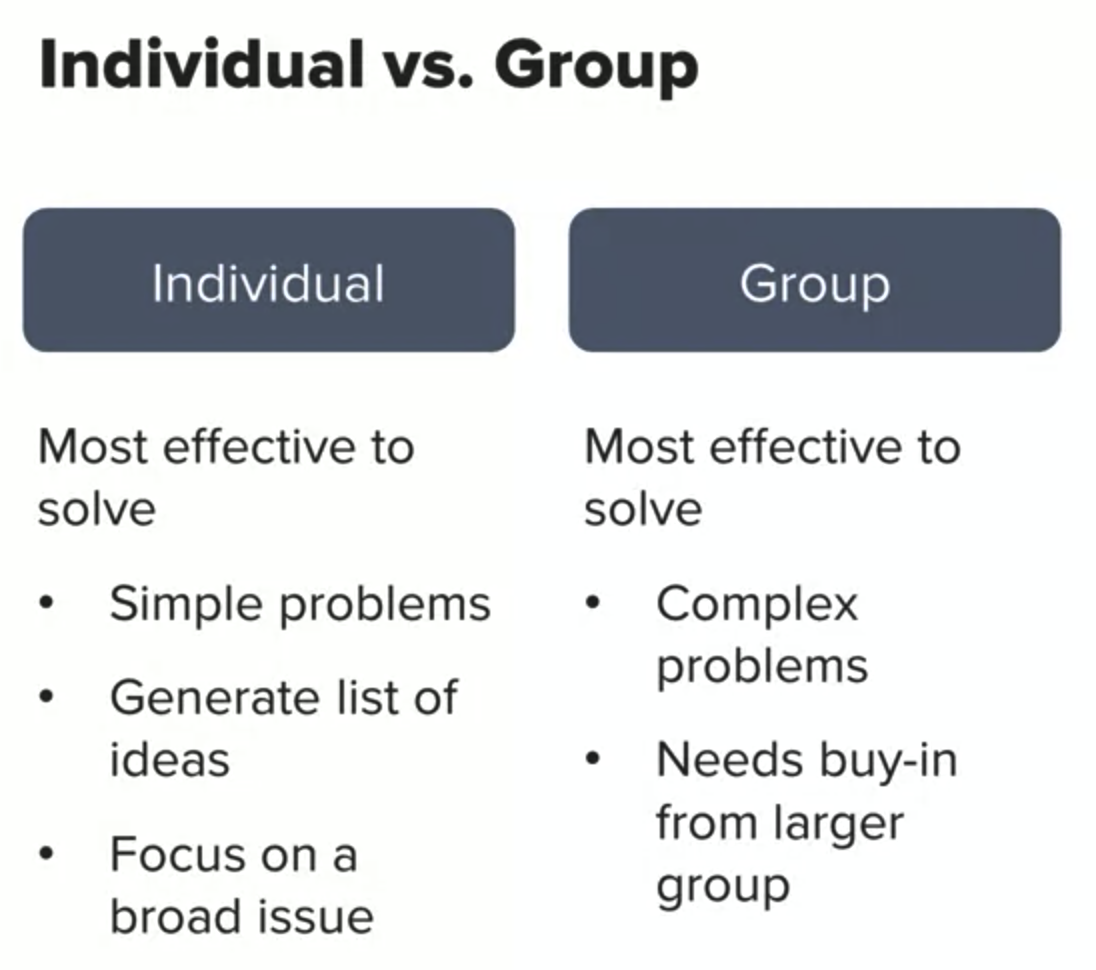 Individual vs. Group
Individual
Most effective to
solve
• Simple problems
• Generate list of
ideas
• Focus on a
broad issue
Group
Most effective to
solve
• Complex
problems
• Needs buy-in
from larger
group